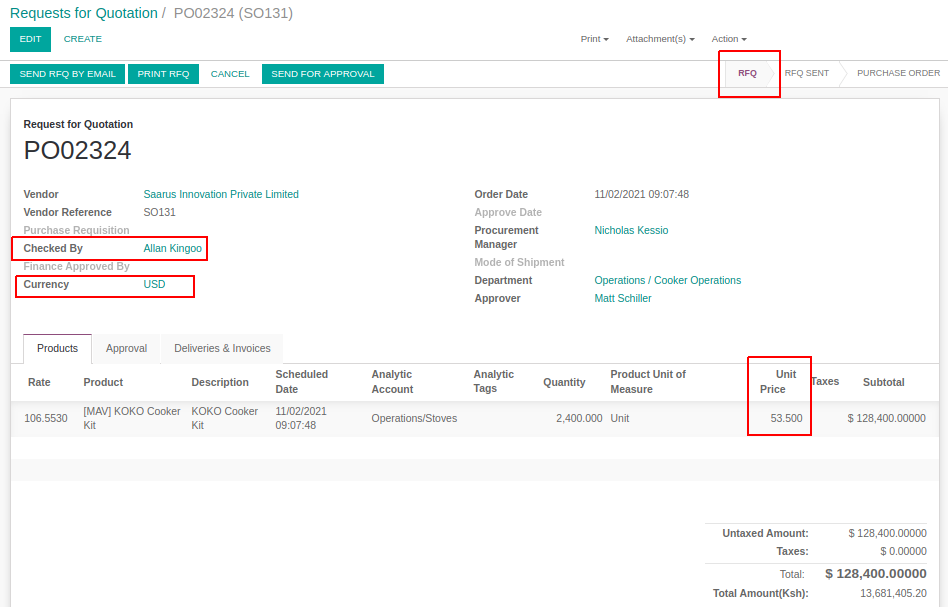 Requests for Quotation / PO02324 (SO131)
EDIT CREATE Print Attachment(s) Action
SEND RFQ BY EMAIL PRINT RFQ CANCEL SEND FOR APPROVAL RFQ RFQ SENT PURCHASE ORDER
Request for Quotation
PO02324
Vendor Saarus Innovation Private Limited
Vendor Reference SO131
Purchase Requisition
Checked By Allan Kingoo
Finance Approved By
Currency USD
Order Date 11/02/2021 09:07:48
Approve Date
Procurement Nicholas Kessio
Manager
Mode of Shipment
Department Operations / Cooker Operations
Approver Matt Schiller
Products Approval Deliveries & Invoices
Rate Product Description Scheduled Date Analytic Account Analytic Tags Quantity Product Unit of Measure Unit Price Taxes Subtotal
106.5530 [MAV] KOKO Cooker Kit KOKO Cooker Kit 11/02/2021 09:07:48 Operations/Stoves 2,400.000 Unit 53.500 $ 128,400.00000
Untaxed Amount: $ 128,400.00000
Taxes: $ 0.00000
Total: $ 128,400.00000
Total Amount(Ksh): 13,681,405.20